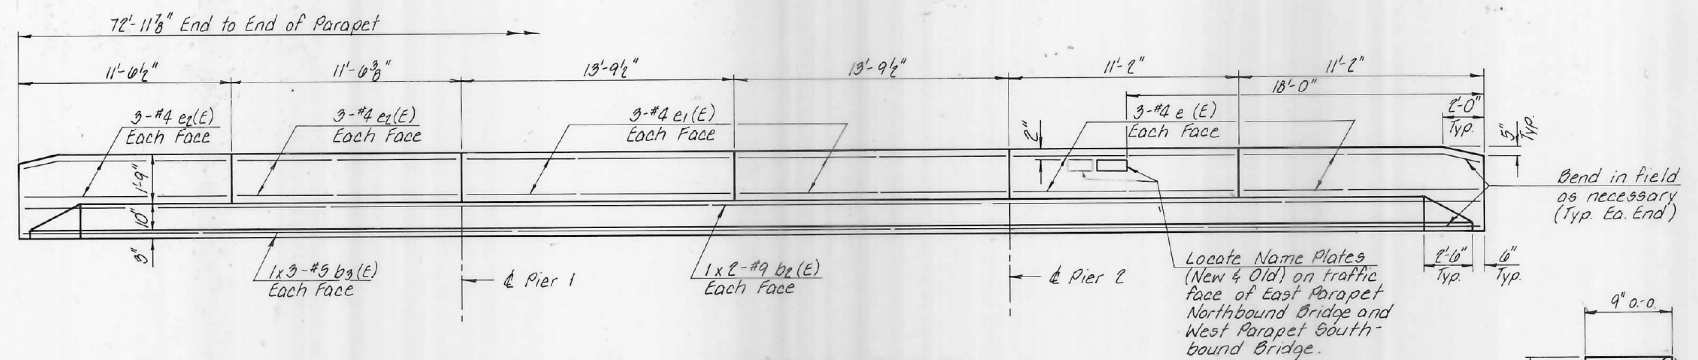 72'-11⅞" End to End of Parapet
11'-6½"
11'-6⅜"
13'-9½"
13'-9½"
11'-2"
11'-2"
18'-0"
3-#4 e2(E)
Each Face
3-#4 e2(E)
Each Face
3-#4 e1(E)
Each Face
2"
3-#4 e (E)
Each Face
2'-0"
Typ.
5"
Typ.
1'-9"
10"
3"
Bend in field
as necessary
(Typ. Ea. End)
1x3-#5 b3(E)
Each Face
℄ Pier 1
1x2-#9 b2(E)
Each Face
℄ Pier 2
Locate Name Plates
(New & Old) on traffic
face of East Parapet
Northbound Bridge and
West Parapet South-
bound Bridge.
2'-6"
Typ.
6"
Typ.
9" o.-o.